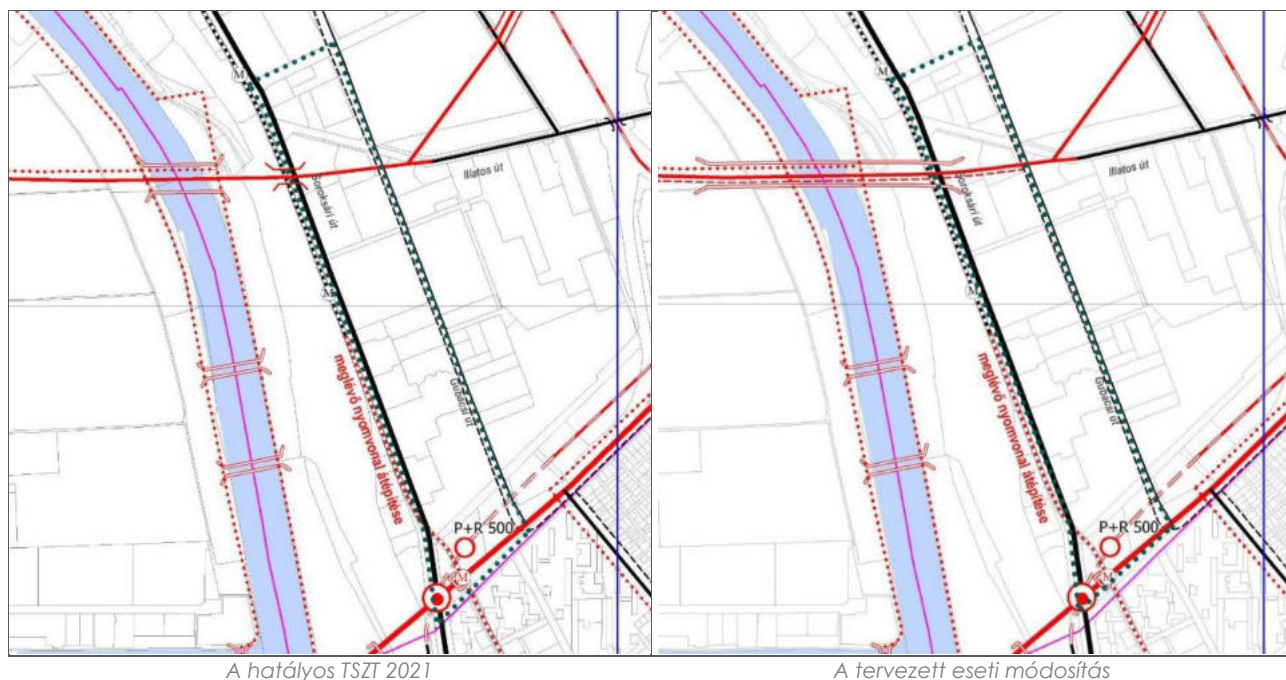 M
Illatos út
Soroksári út
M
meglévő nyomvonal átépítése
Gubacsi út
P+R 500
M
M
Illatos út
Soroksári út
M
meglévő nyomvonal átépítése
Gubacsi út
P+R 500
M
A hatályos TSZT 2021
A tervezett eseti módosítás